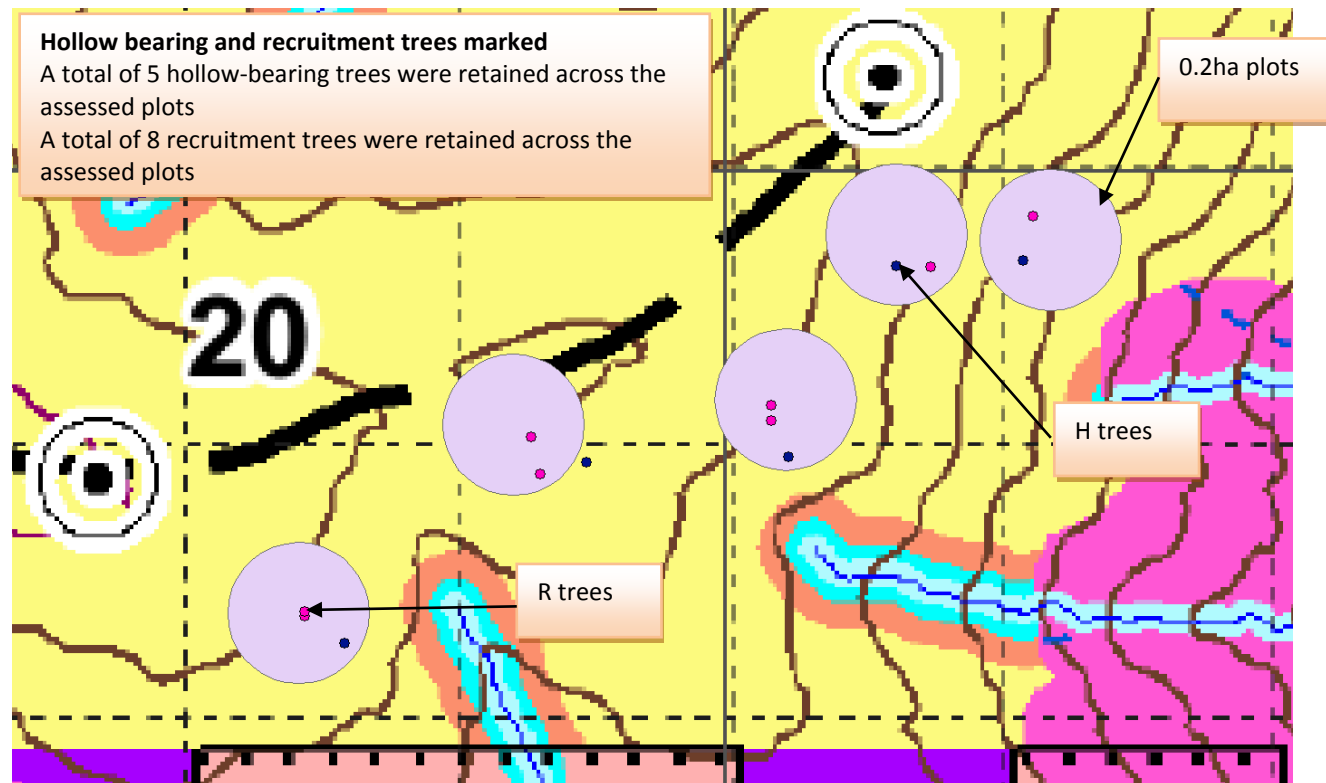 Hollow bearing and recruitment trees marked
A total of 5 hollow-bearing trees were retained across the
assessed plots
A total of 8 recruitment trees were retained across the
assessed plots
0.2ha plots
20
H trees
R trees